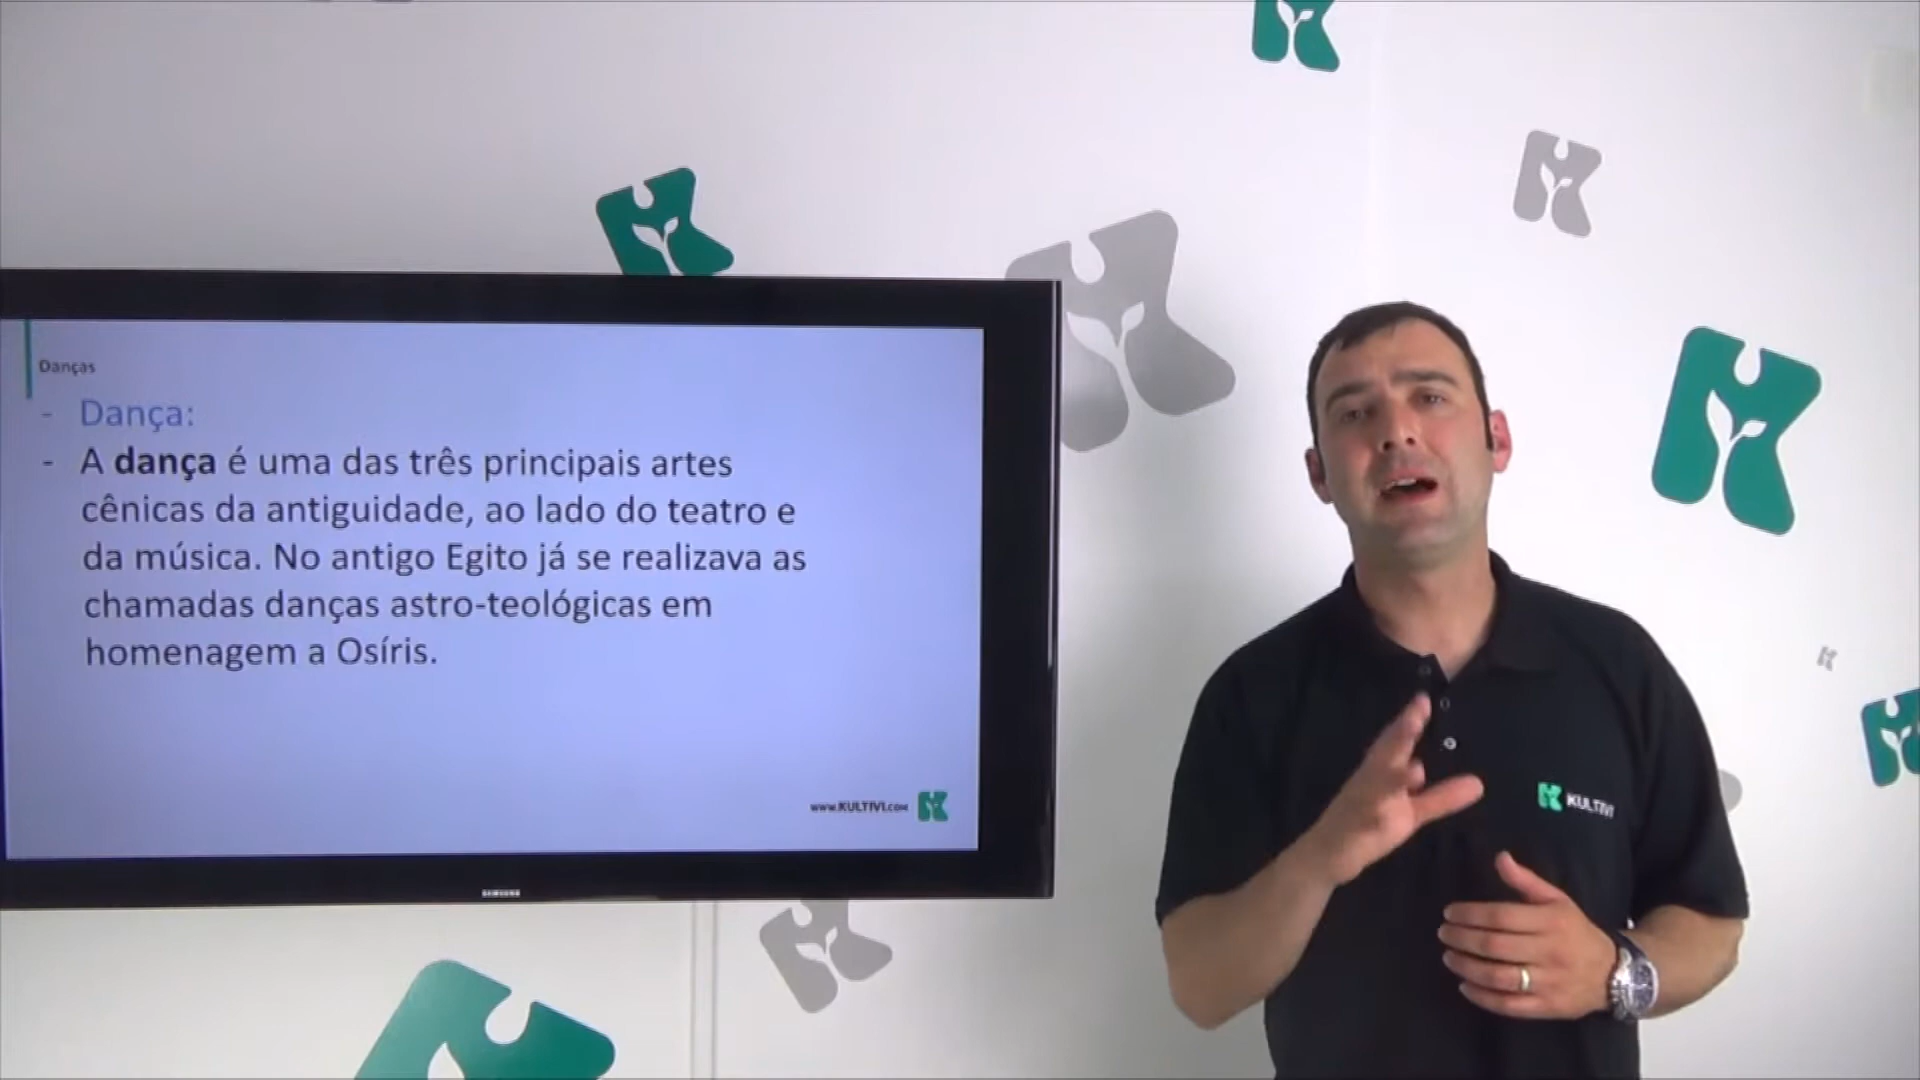 Danças
- Dança:
- A dança é uma das três principais artes
cênicas da antiguidade, ao lado do teatro e
da música. No antigo Egito já se realizava as
chamadas danças astro-teológicas em
homenagem a Osíris.
WWW.KULTIVI.COM
SAMSUNG
KULTIVI